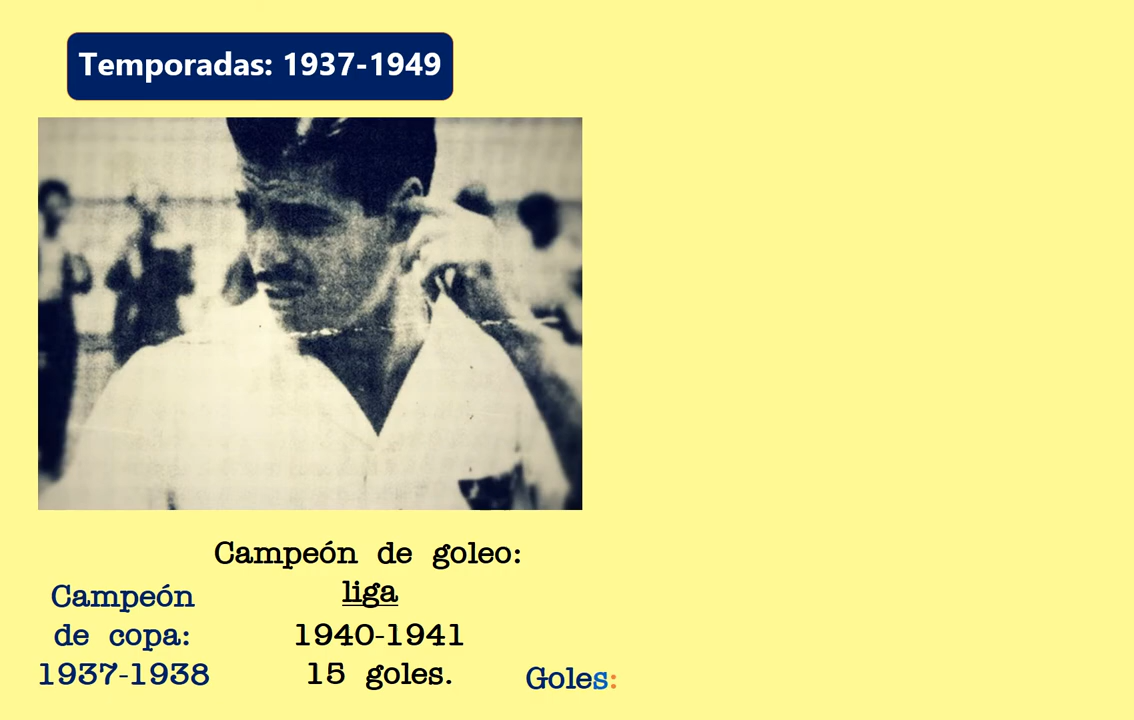 Temporadas: 1937-1949
Campeón de goleo:
liga
1940-1941
15 goles.
Campeón
de copa:
1937-1938
Goles: